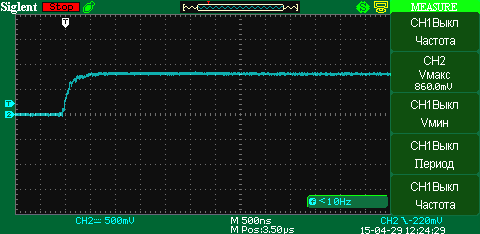 Siglent Stop MEASURE
T
CH1Выкл
Частота
CH2
Vмакс
860.0mV
CH1Выкл
Vмин
CH1Выкл
Период
CH1Выкл
Частота
T
2
<10Hz
CH2 500mV M 500ns CH2 -220mV
M Pos:3.50μs 15-04-29 12:24:29